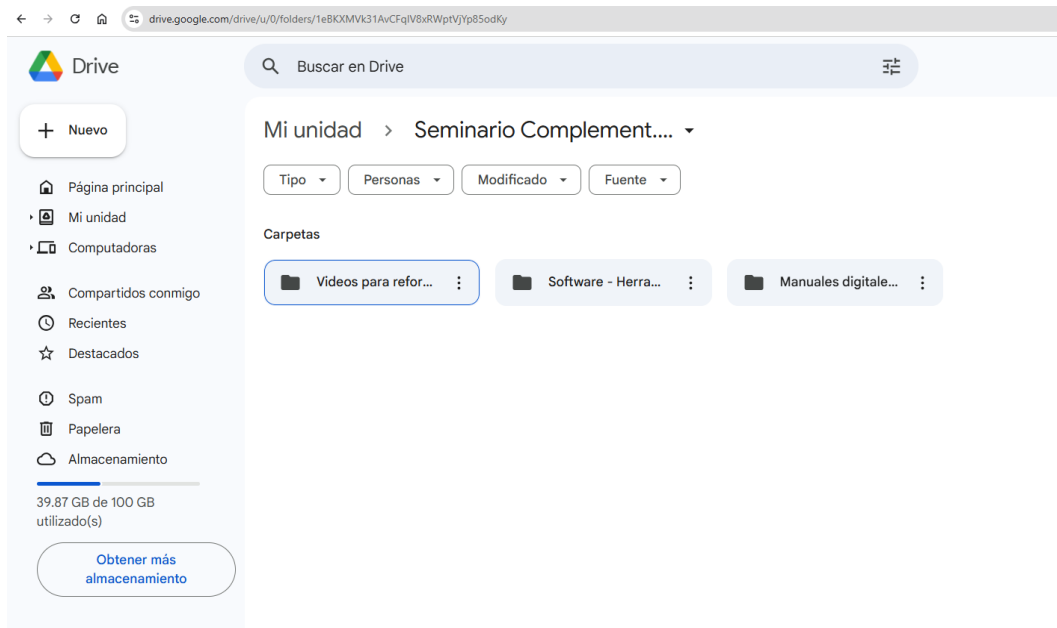 drive.google.com/drive/u/0/folders/1eBKXMVk31AvCFqIV8xRWptVjYp85odKy
Drive
Buscar en Drive
Nuevo
Mi unidad > Seminario Complement....
Tipo Personas Modificado Fuente
Página principal
Mi unidad
Computadoras
Carpetas
Videos para refor... Software - Herra... Manuales digitale...
Compartidos conmigo
Recientes
Destacados
Spam
Papelera
Almacenamiento
39.87 GB de 100 GB
utilizado(s)
Obtener más
almacenamiento